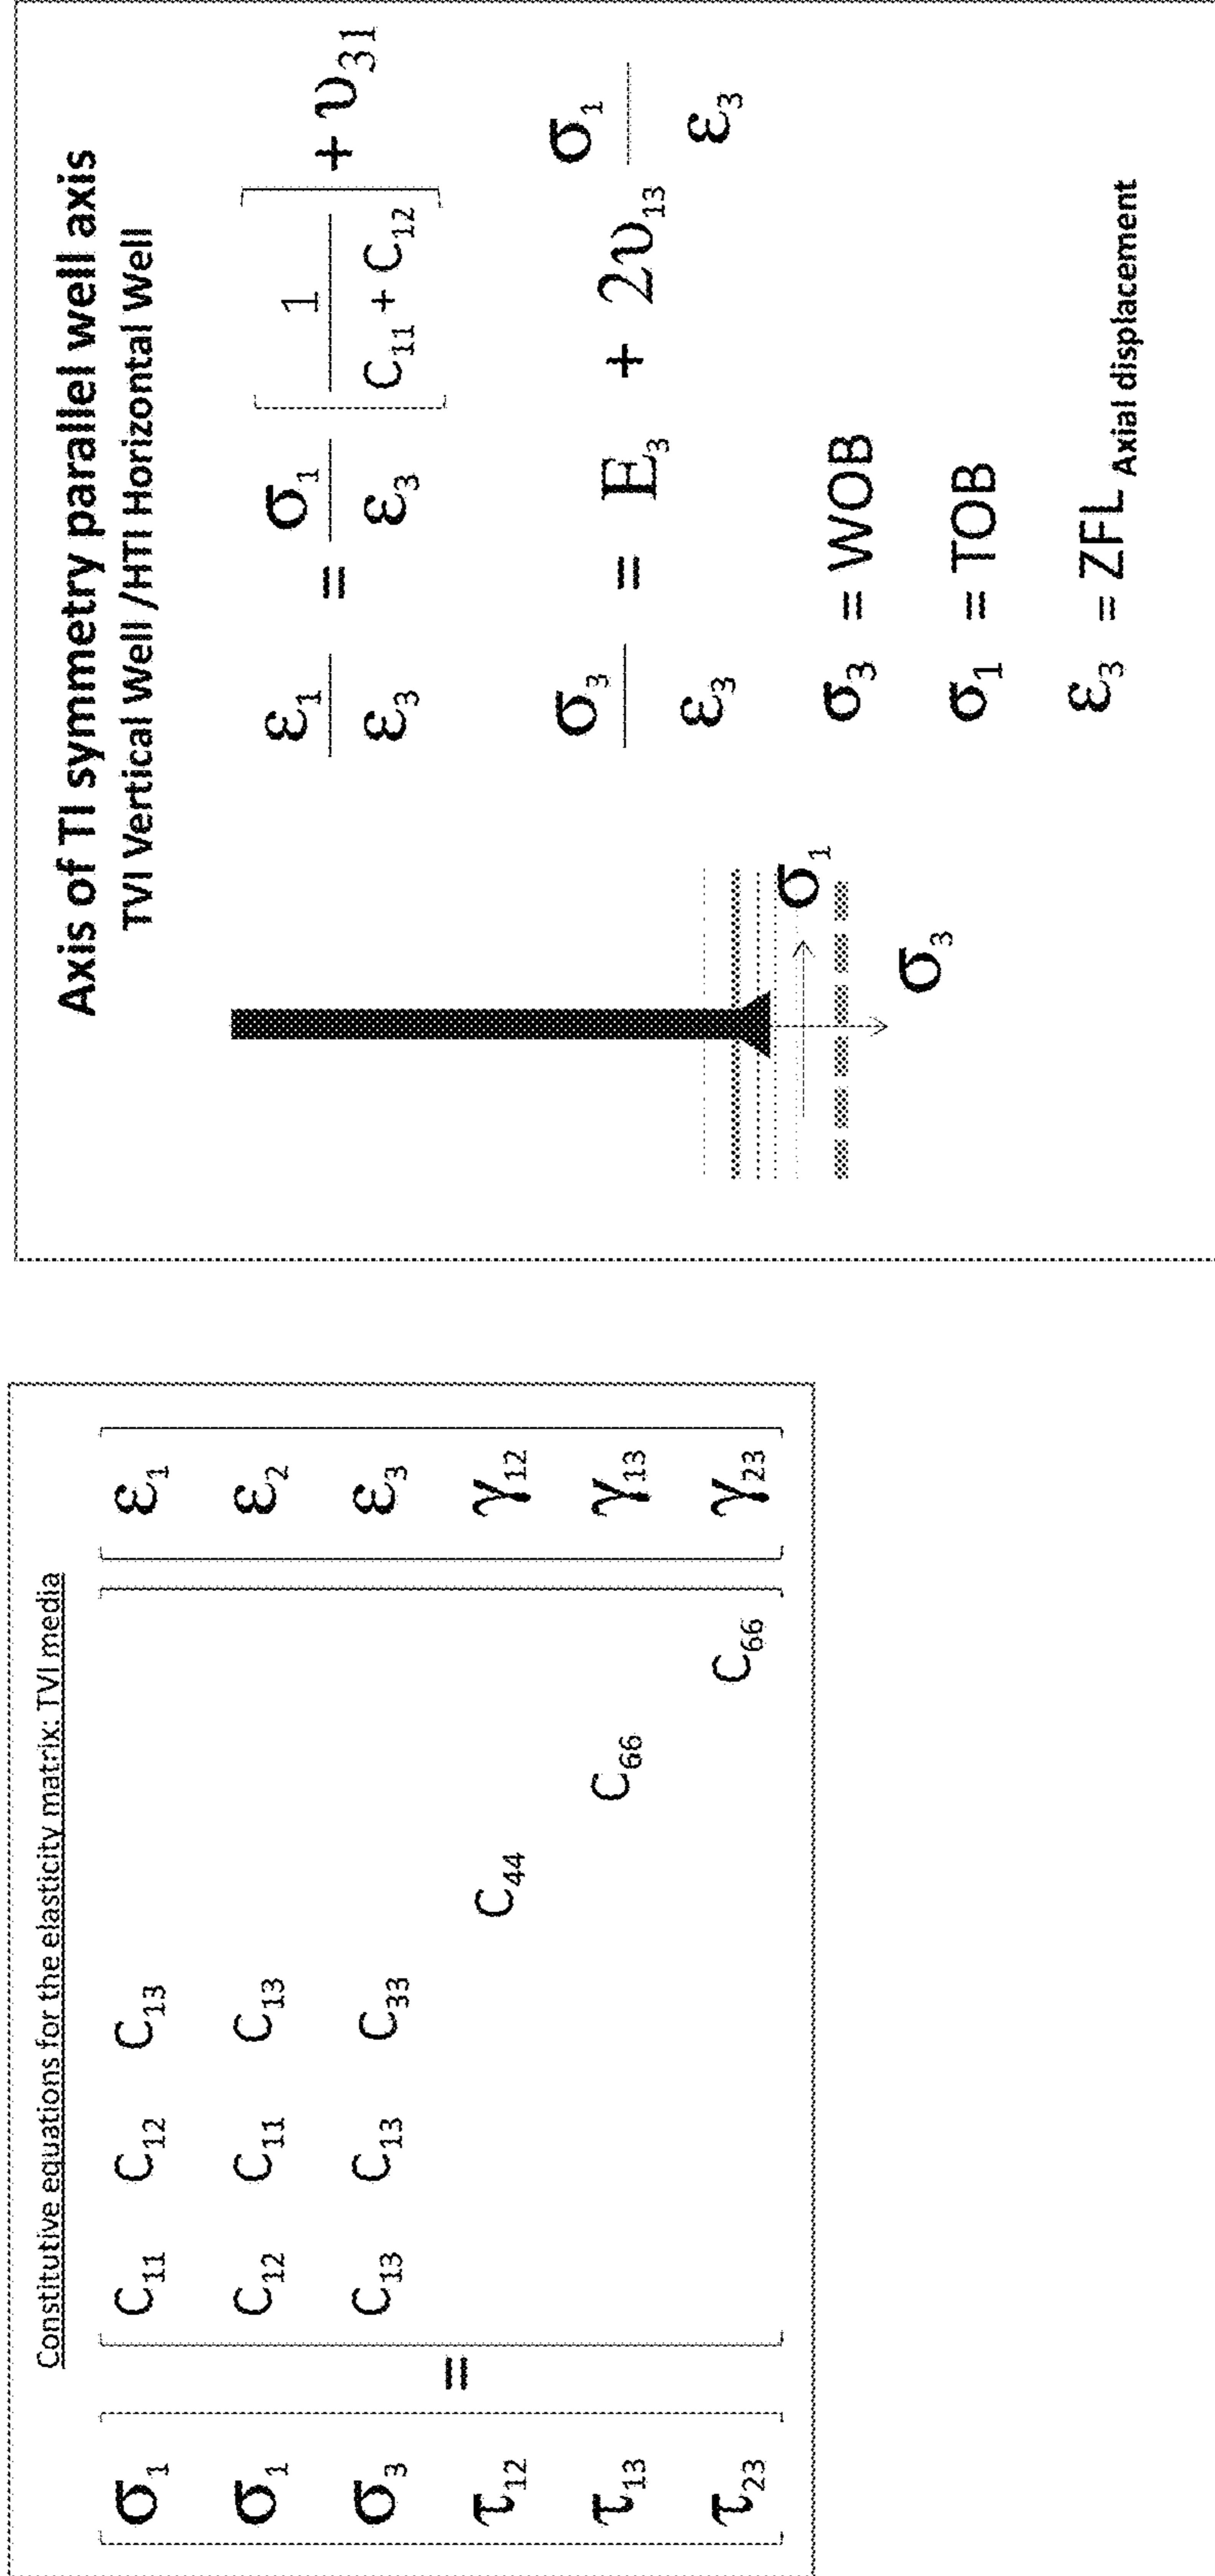 Constitutive equations for the elasticity matrix: TVI media
σ₁ C₁₁ C₁₂ C₁₃ ε₁
σ₁ C₁₂ C₁₁ C₁₃ ε₂
σ₃ C₁₃ C₁₃ C₃₃ ε₃
=
τ₁₂ C₄₄ γ₁₂
τ₁₃ C₆₆ γ₁₃
τ₂₃ C₆₆ γ₂₃
Axis of TI symmetry parallel well axis
TVI Vertical Well /HTI Horizontal Well
ε₁/ε₃ = σ₁/ε₃ [1/(C₁₁ + C₁₂)] + υ₃₁
σ₃/ε₃ = E₃ + 2υ₁₃ σ₁/ε₃
σ₃ = WOB
σ₁ = TOB
ε₃ = ZFL Axial displacement
σ₁
σ₃